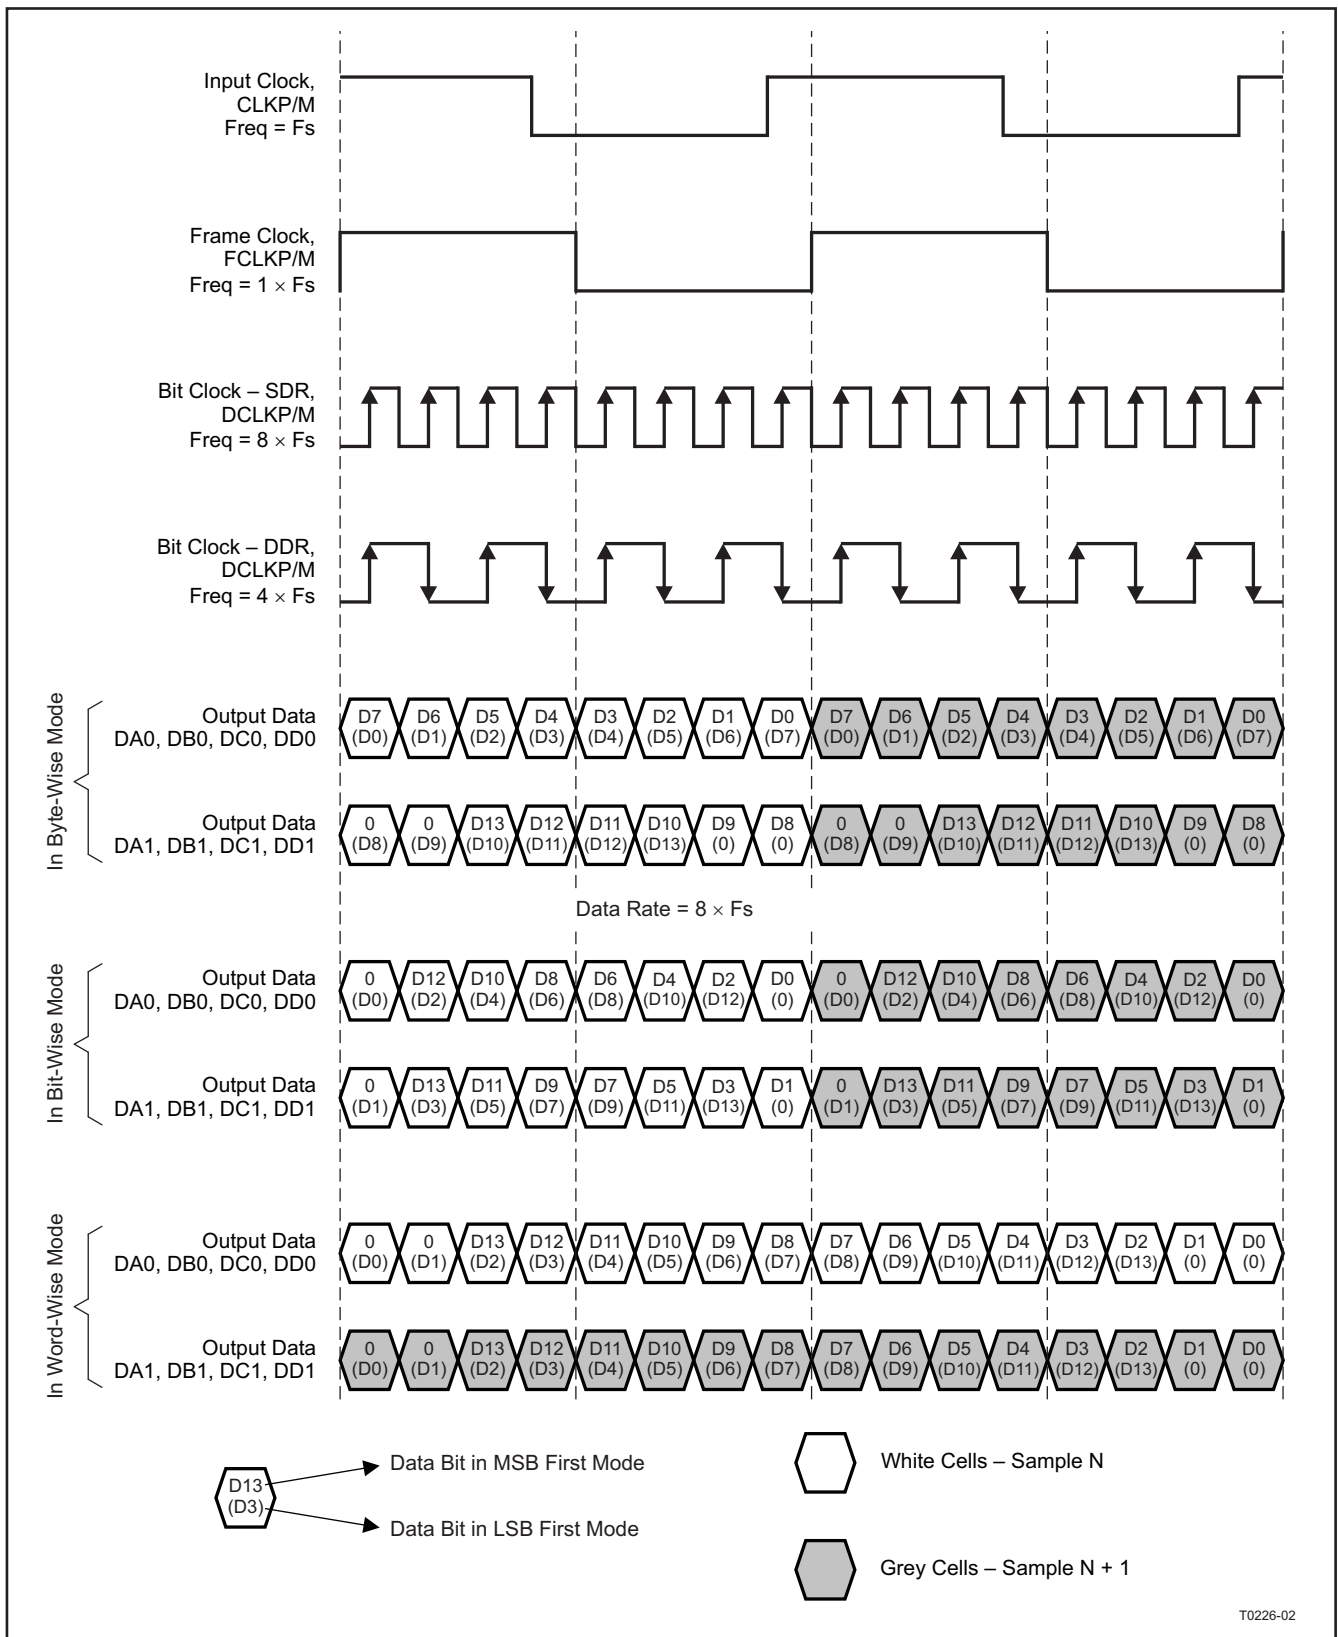 Input Clock,
CLKP/M
Freq = Fs
Frame Clock,
FCLKP/M
Freq = 1 × Fs
Bit Clock – SDR,
DCLKP/M
Freq = 8 × Fs
Bit Clock – DDR,
DCLKP/M
Freq = 4 × Fs
In Byte-Wise Mode
Output Data
DA0, DB0, DC0, DD0
D7 D6 D5 D4 D3 D2 D1 D0 D7 D6 D5 D4 D3 D2 D1 D0
(D0) (D1) (D2) (D3) (D4) (D5) (D6) (D7) (D0) (D1) (D2) (D3) (D4) (D5) (D6) (D7)
Output Data
DA1, DB1, DC1, DD1
0 0 D13 D12 D11 D10 D9 D8 0 0 D13 D12 D11 D10 D9 D8
(D8) (D9) (D10) (D11) (D12) (D13) (0) (0) (D8) (D9) (D10) (D11) (D12) (D13) (0) (0)
Data Rate = 8 × Fs
In Bit-Wise Mode
Output Data
DA0, DB0, DC0, DD0
0 D12 D10 D8 D6 D4 D2 D0 0 D12 D10 D8 D6 D4 D2 D0
(D0) (D2) (D4) (D6) (D8) (D10) (D12) (0) (D0) (D2) (D4) (D6) (D8) (D10) (D12) (0)
Output Data
DA1, DB1, DC1, DD1
0 D13 D11 D9 D7 D5 D3 D1 0 D13 D11 D9 D7 D5 D3 D1
(D1) (D3) (D5) (D7) (D9) (D11) (D13) (0) (D1) (D3) (D5) (D7) (D9) (D11) (D13) (0)
In Word-Wise Mode
Output Data
DA0, DB0, DC0, DD0
0 0 D13 D12 D11 D10 D9 D8 D7 D6 D5 D4 D3 D2 D1 D0
(D0) (D1) (D2) (D3) (D4) (D5) (D6) (D7) (D8) (D9) (D10) (D11) (D12) (D13) (0) (0)
Output Data
DA1, DB1, DC1, DD1
0 0 D13 D12 D11 D10 D9 D8 D7 D6 D5 D4 D3 D2 D1 D0
(D0) (D1) (D2) (D3) (D4) (D5) (D6) (D7) (D8) (D9) (D10) (D11) (D12) (D13) (0) (0)
D13
(D3)
Data Bit in MSB First Mode
Data Bit in LSB First Mode
White Cells – Sample N
Grey Cells – Sample N + 1
T0226-02